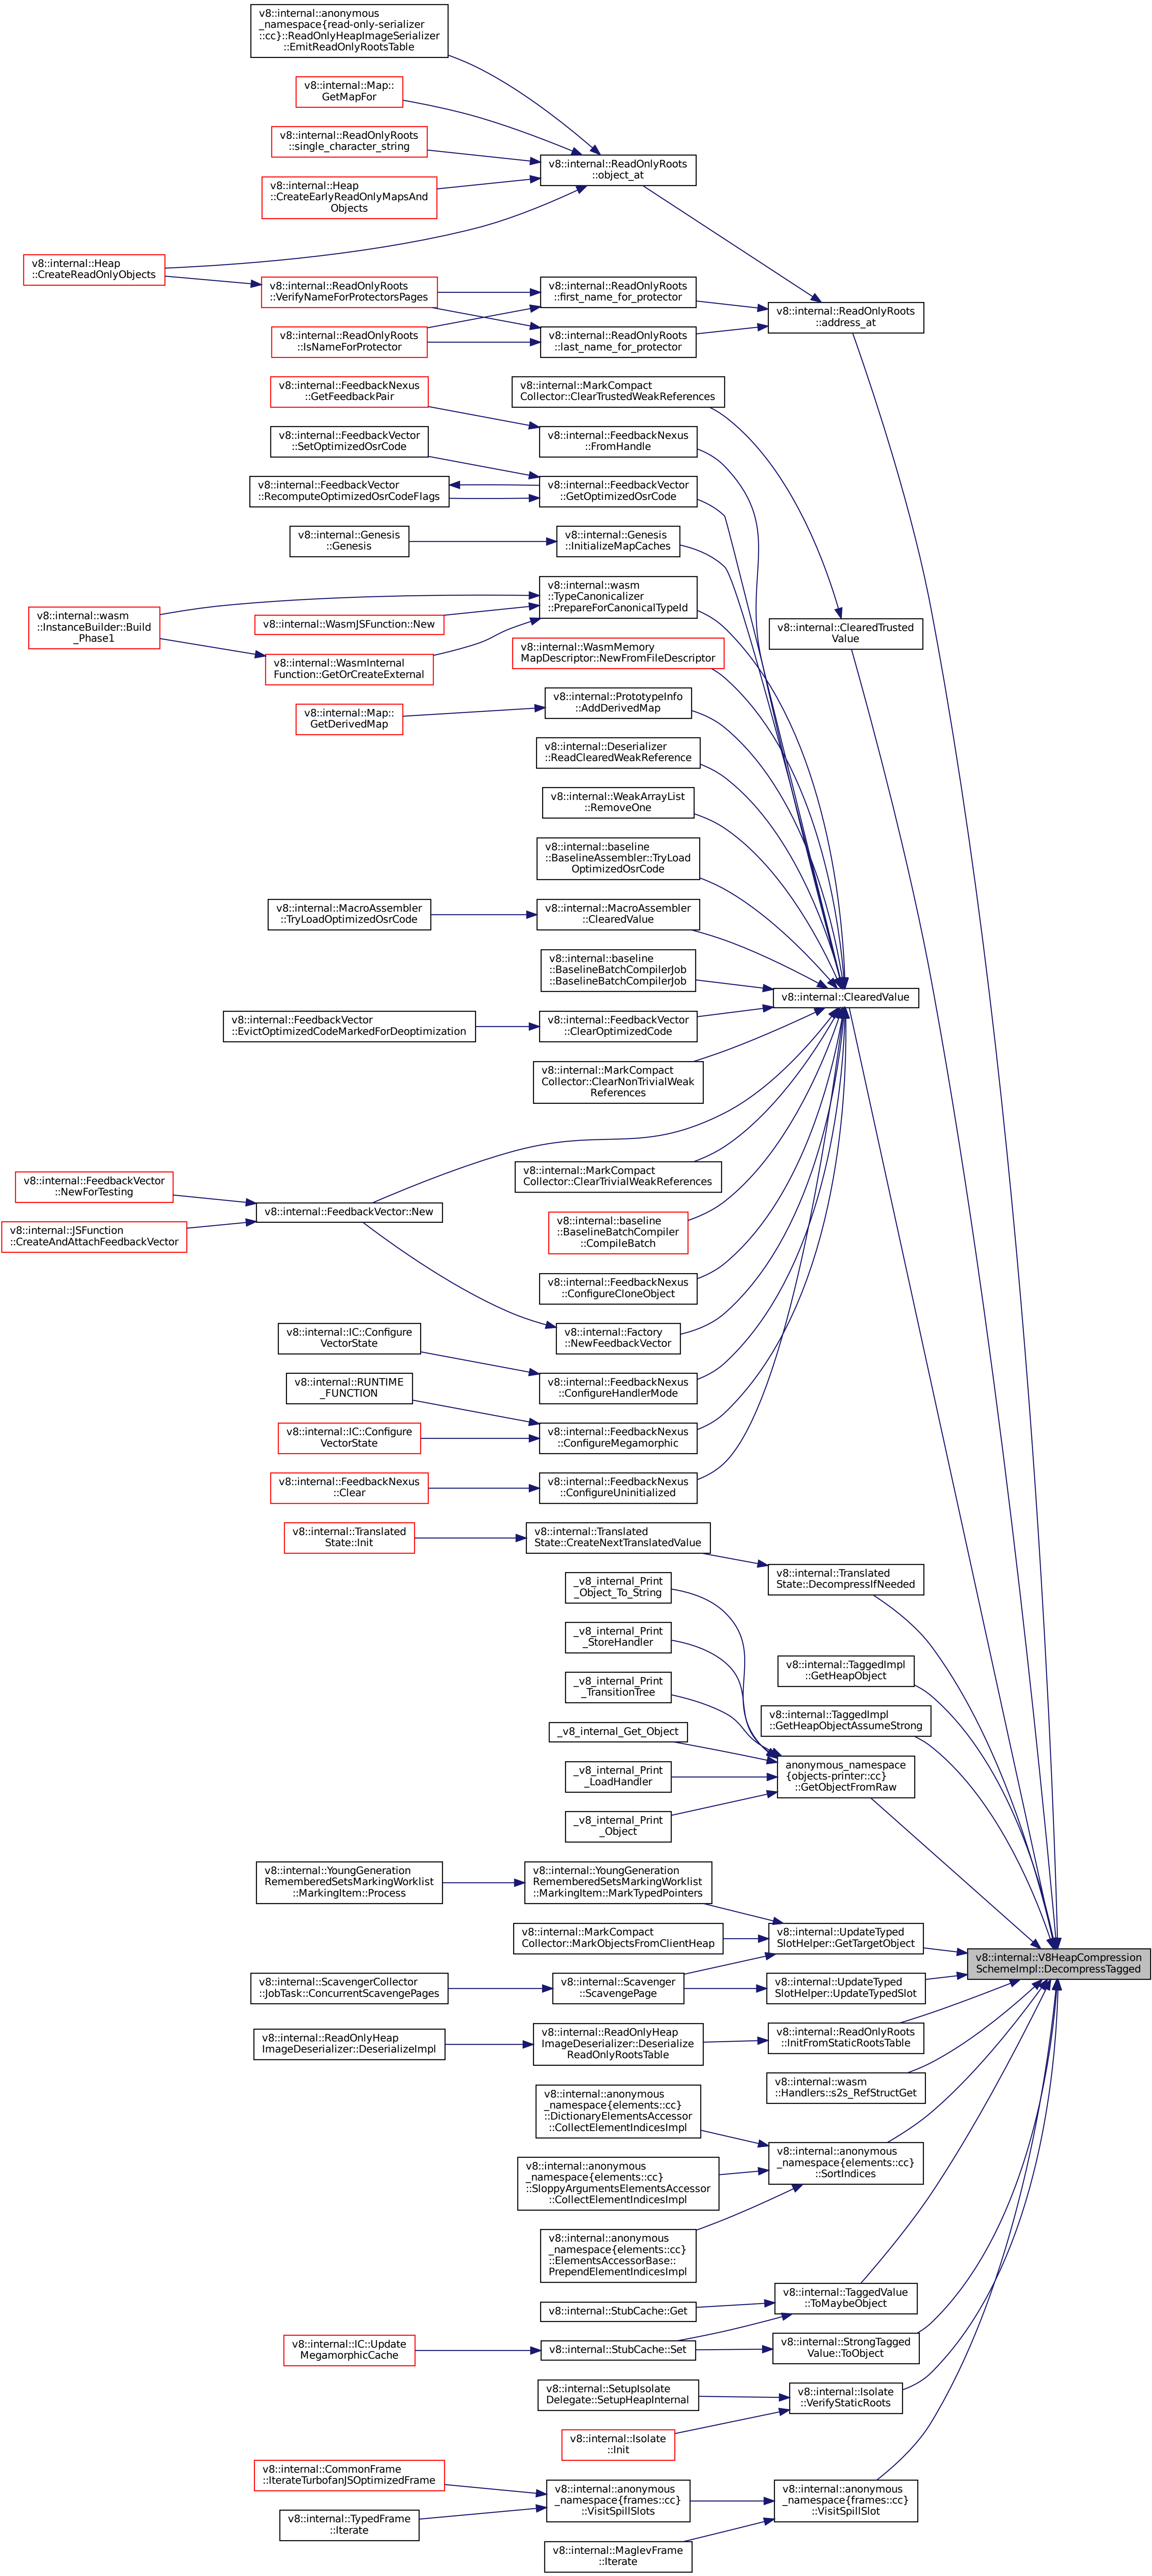 v8::internal::anonymous
_namespace{read-only-serializer
::cc}::ReadOnlyHeapImageSerializer
::EmitReadOnlyRootsTable
v8::internal::Map::
GetMapFor
v8::internal::ReadOnlyRoots
::single_character_string
v8::internal::ReadOnlyRoots
::object_at
v8::internal::Heap
::CreateEarlyReadOnlyMapsAnd
Objects
v8::internal::Heap
::CreateReadOnlyObjects
v8::internal::ReadOnlyRoots
::VerifyNameForProtectorsPages
v8::internal::ReadOnlyRoots
::first_name_for_protector
v8::internal::ReadOnlyRoots
::address_at
v8::internal::ReadOnlyRoots
::IsNameForProtector
v8::internal::ReadOnlyRoots
::last_name_for_protector
v8::internal::FeedbackNexus
::GetFeedbackPair
v8::internal::MarkCompact
Collector::ClearTrustedWeakReferences
v8::internal::FeedbackVector
::SetOptimizedOsrCode
v8::internal::FeedbackNexus
::FromHandle
v8::internal::FeedbackVector
::RecomputeOptimizedOsrCodeFlags
v8::internal::FeedbackVector
::GetOptimizedOsrCode
v8::internal::Genesis
::Genesis
v8::internal::Genesis
::InitializeMapCaches
v8::internal::wasm
::TypeCanonicalizer
::PrepareForCanonicalTypeId
v8::internal::wasm
::InstanceBuilder::Build
_Phase1
v8::internal::WasmJSFunction::New
v8::internal::ClearedTrusted
Value
v8::internal::WasmInternal
Function::GetOrCreateExternal
v8::internal::WasmMemory
MapDescriptor::NewFromFileDescriptor
v8::internal::Map::
GetDerivedMap
v8::internal::PrototypeInfo
::AddDerivedMap
v8::internal::Deserializer
::ReadClearedWeakReference
v8::internal::WeakArrayList
::RemoveOne
v8::internal::baseline
::BaselineAssembler::TryLoad
OptimizedOsrCode
v8::internal::MacroAssembler
::TryLoadOptimizedOsrCode
v8::internal::MacroAssembler
::ClearedValue
v8::internal::baseline
::BaselineBatchCompilerJob
::BaselineBatchCompilerJob
v8::internal::ClearedValue
v8::internal::FeedbackVector
::EvictOptimizedCodeMarkedForDeoptimization
v8::internal::FeedbackVector
::ClearOptimizedCode
v8::internal::MarkCompact
Collector::ClearNonTrivialWeak
References
v8::internal::MarkCompact
Collector::ClearTrivialWeakReferences
v8::internal::FeedbackVector
::NewForTesting
v8::internal::FeedbackVector::New
v8::internal::JSFunction
::CreateAndAttachFeedbackVector
v8::internal::baseline
::BaselineBatchCompiler
::CompileBatch
v8::internal::FeedbackNexus
::ConfigureCloneObject
v8::internal::IC::Configure
VectorState
v8::internal::Factory
::NewFeedbackVector
v8::internal::RUNTIME
_FUNCTION
v8::internal::FeedbackNexus
::ConfigureHandlerMode
v8::internal::IC::Configure
VectorState
v8::internal::FeedbackNexus
::ConfigureMegamorphic
v8::internal::FeedbackNexus
::Clear
v8::internal::FeedbackNexus
::ConfigureUninitialized
v8::internal::Translated
State::Init
v8::internal::Translated
State::CreateNextTranslatedValue
v8::internal::Translated
State::DecompressIfNeeded
_v8_internal_Print
_Object_To_String
_v8_internal_Print
_StoreHandler
v8::internal::TaggedImpl
::GetHeapObject
_v8_internal_Print
_TransitionTree
v8::internal::TaggedImpl
::GetHeapObjectAssumeStrong
_v8_internal_Get_Object
_v8_internal_Print
_LoadHandler
anonymous_namespace
{objects-printer::cc}
::GetObjectFromRaw
_v8_internal_Print
_Object
v8::internal::YoungGeneration
RememberedSetsMarkingWorklist
::MarkingItem::Process
v8::internal::YoungGeneration
RememberedSetsMarkingWorklist
::MarkingItem::MarkTypedPointers
v8::internal::MarkCompact
Collector::MarkObjectsFromClientHeap
v8::internal::UpdateTyped
SlotHelper::GetTargetObject
v8::internal::V8HeapCompression
SchemeImpl::DecompressTagged
v8::internal::ScavengerCollector
::JobTask::ConcurrentScavengePages
v8::internal::Scavenger
::ScavengePage
v8::internal::UpdateTyped
SlotHelper::UpdateTypedSlot
v8::internal::ReadOnlyHeap
ImageDeserializer::DeserializeImpl
v8::internal::ReadOnlyHeap
ImageDeserializer::Deserialize
ReadOnlyRootsTable
v8::internal::ReadOnlyRoots
::InitFromStaticRootsTable
v8::internal::wasm
::Handlers::s2s_RefStructGet
v8::internal::anonymous
_namespace{elements::cc}
::DictionaryElementsAccessor
::CollectElementIndicesImpl
v8::internal::anonymous
_namespace{elements::cc}
::SortIndices
v8::internal::anonymous
_namespace{elements::cc}
::SloppyArgumentsElementsAccessor
::CollectElementIndicesImpl
v8::internal::anonymous
_namespace{elements::cc}
::ElementsAccessorBase::
PrependElementIndicesImpl
v8::internal::TaggedValue
::ToMaybeObject
v8::internal::StubCache::Get
v8::internal::IC::Update
MegamorphicCache
v8::internal::StubCache::Set
v8::internal::StrongTagged
Value::ToObject
v8::internal::SetupIsolate
Delegate::SetupHeapInternal
v8::internal::Isolate
::VerifyStaticRoots
v8::internal::Isolate
::Init
v8::internal::CommonFrame
::IterateTurbofanJSOptimizedFrame
v8::internal::anonymous
_namespace{frames::cc}
::VisitSpillSlots
v8::internal::anonymous
_namespace{frames::cc}
::VisitSpillSlot
v8::internal::TypedFrame
::Iterate
v8::internal::MaglevFrame
::Iterate